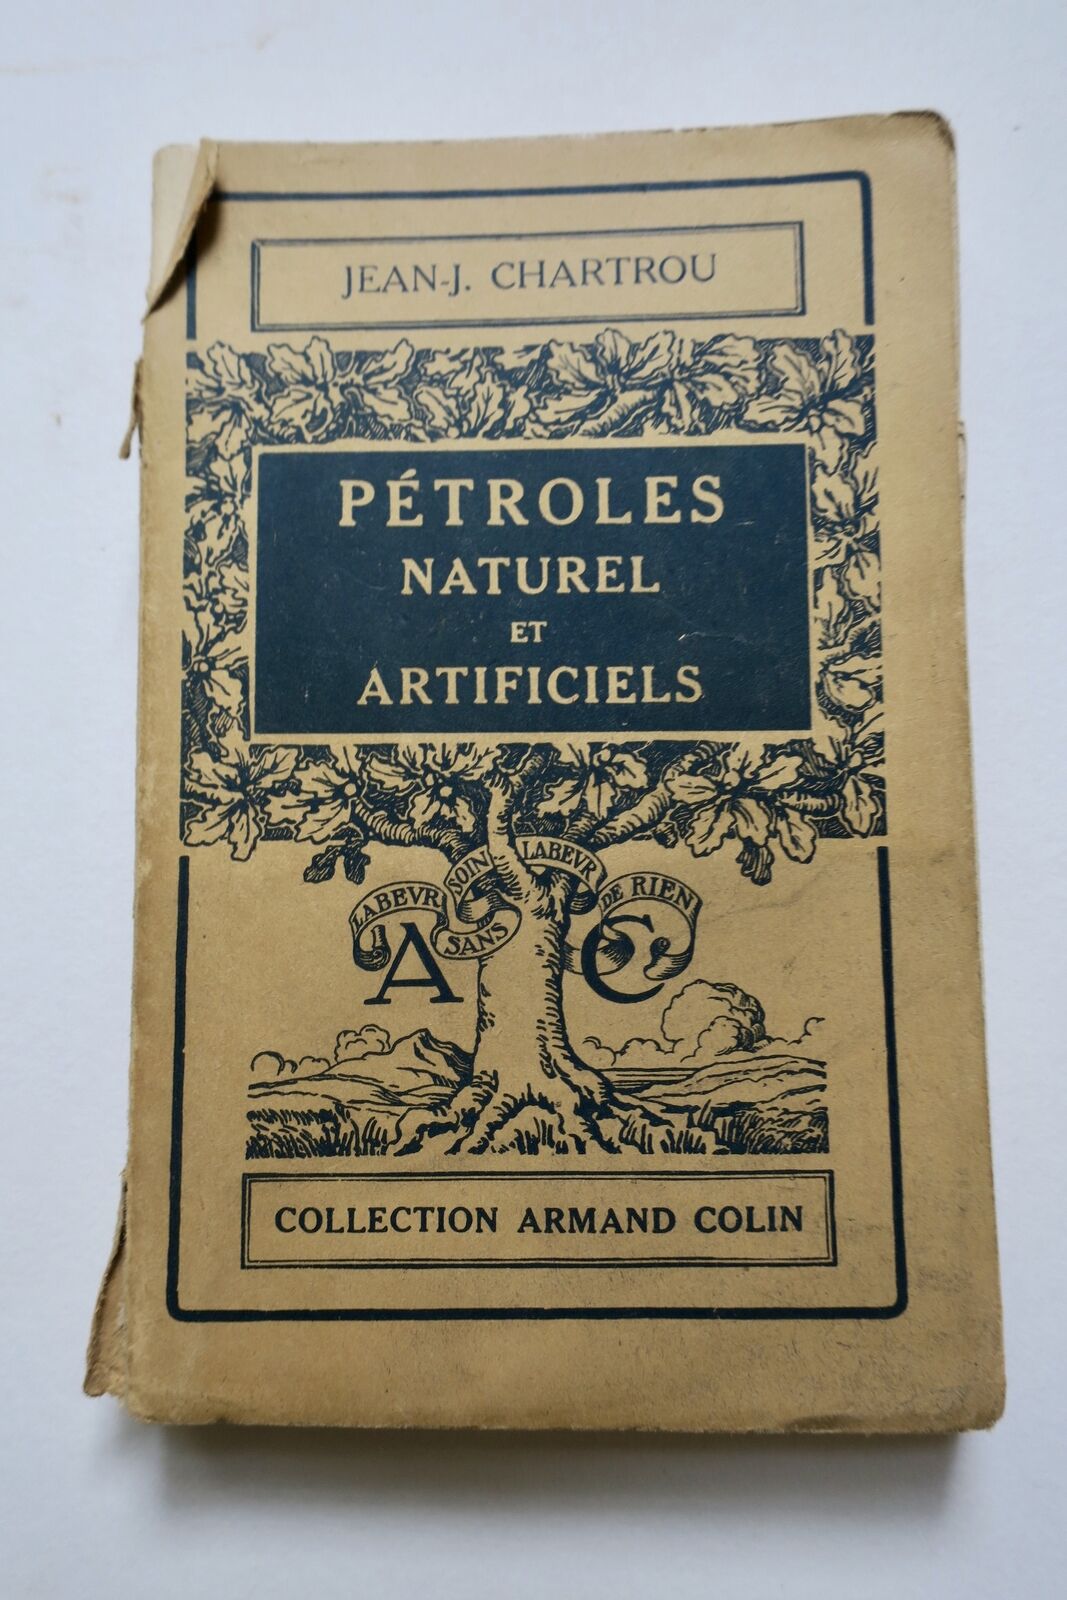 JEAN-J. CHARTROU
PÉTROLES
NATUREL
ET
ARTIFICIELS
LABEVR SANS SOIN LABEVR DE RIEN
A C
COLLECTION ARMAND COLIN